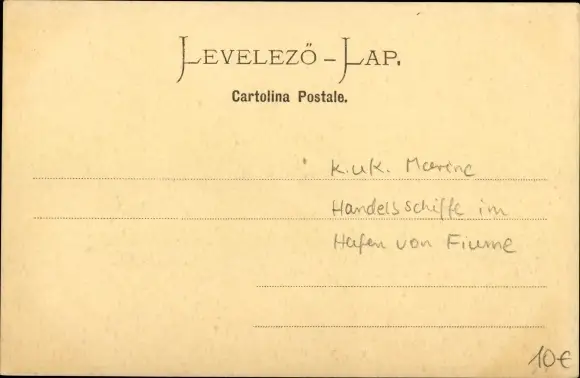 LEVELEZŐ – LAP.
Cartolina Postale.
K.u.K. Marine
Handelsschiffe im
Hafen von Fiume
10€